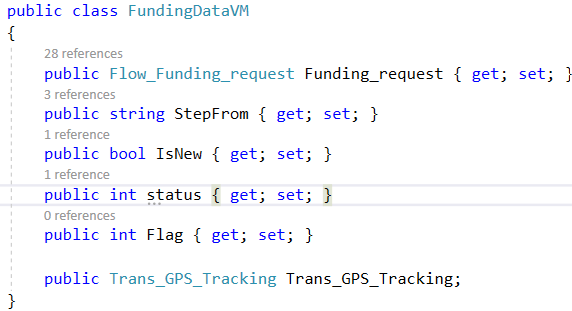 public class FundingDataVM
{
28 references
public Flow_Funding_request Funding_request { get; set; }
3 references
public string StepFrom { get; set; }
1 reference
public bool IsNew { get; set; }
1 reference
public int status { get; set; }
0 references
public int Flag { get; set; }
public Trans_GPS_Tracking Trans_GPS_Tracking;
}